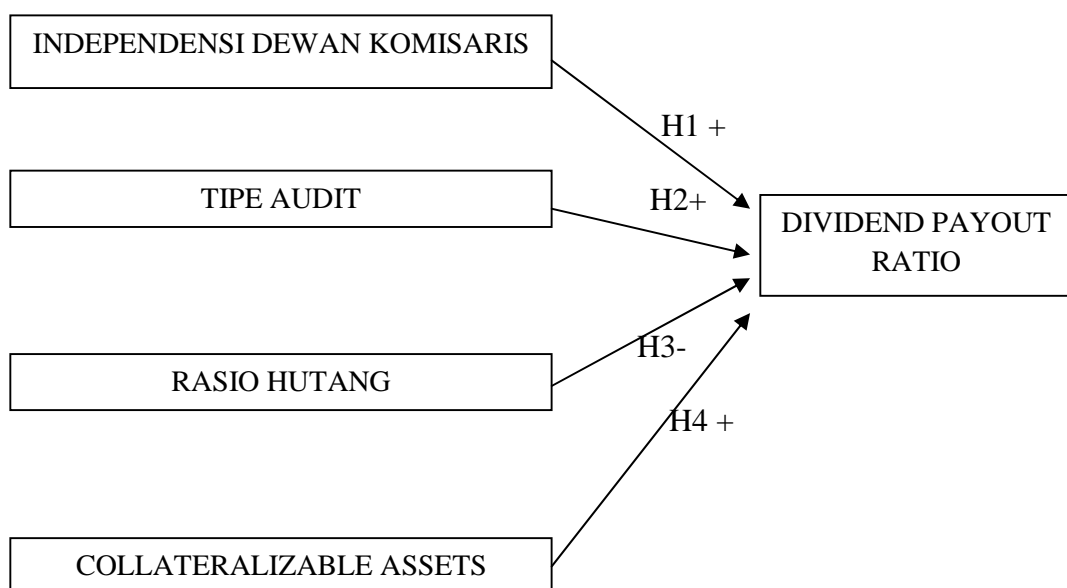 INDEPENDENSI DEWAN KOMISARIS
H1 +
TIPE AUDIT
H2+
DIVIDEND PAYOUT
RATIO
H3-
RASIO HUTANG
H4 +
COLLATERALIZABLE ASSETS